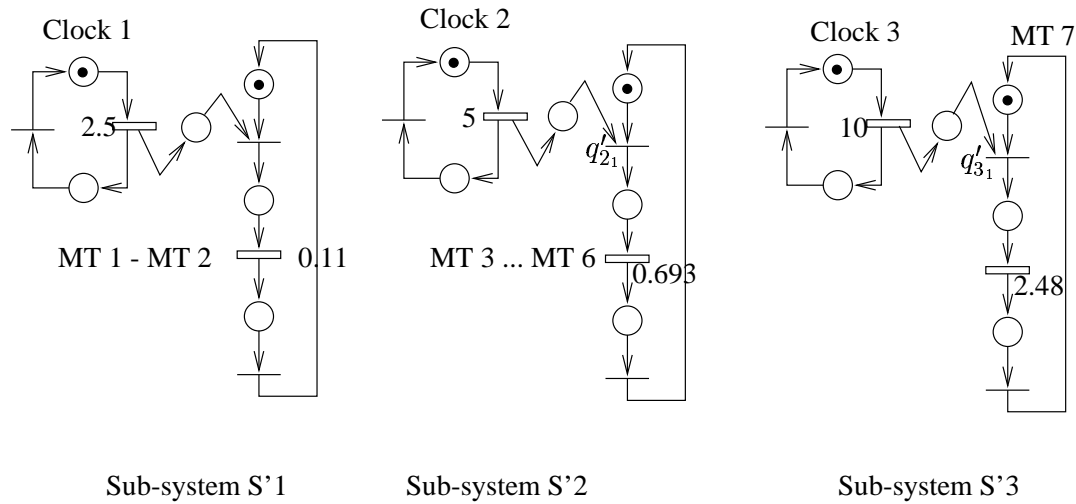 Clock 1
2.5
MT 1 - MT 2
0.11
Sub-system S'1
Clock 2
5
q'21
MT 3 ... MT 6
0.693
Sub-system S'2
Clock 3
MT 7
10
q'31
2.48
Sub-system S'3